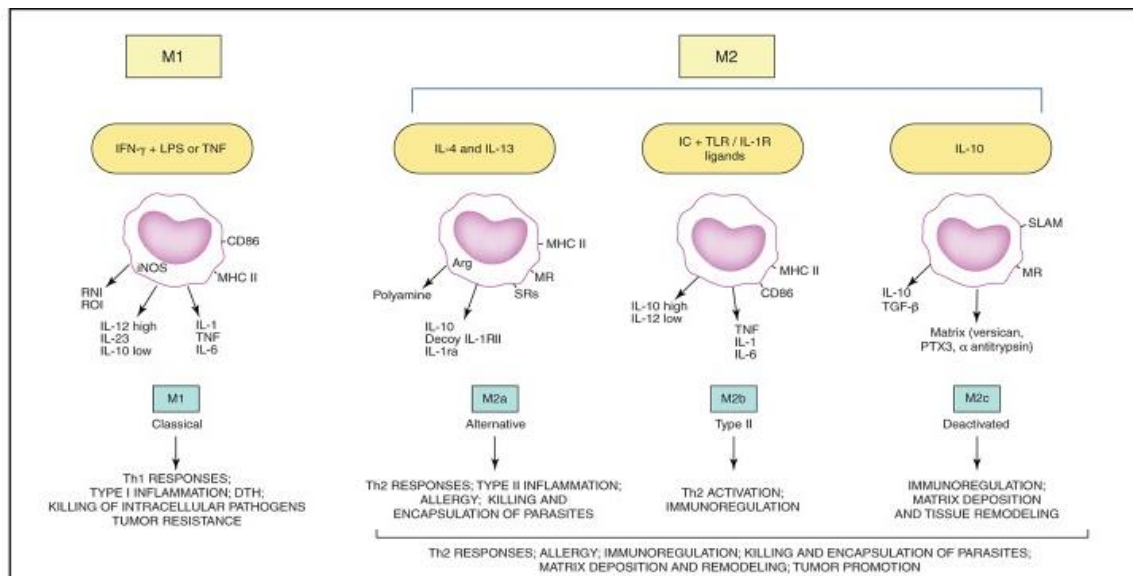 M1
M2
IFN-γ + LPS or TNF
IL-4 and IL-13
IC + TLR / IL-1R
ligands
IL-10
CD86
iNOS
MHC II
RNI
ROI
IL-12 high
IL-23
IL-10 low
IL-1
TNF
IL-6
MHC II
Arg
MR
SRs
Polyamine
IL-10
Decoy IL-1RII
IL-1ra
MHC II
CD86
IL-10 high
IL-12 low
TNF
IL-1
IL-6
SLAM
MR
IL-10
TGF-β
Matrix (versican,
PTX3, α antitrypsin)
M1
Classical
M2a
Alternative
M2b
Type II
M2c
Deactivated
Th1 RESPONSES;
TYPE I INFLAMMATION; DTH;
KILLING OF INTRACELLULAR PATHOGENS
TUMOR RESISTANCE
Th2 RESPONSES; TYPE II INFLAMMATION;
ALLERGY; KILLING AND
ENCAPSULATION OF PARASITES
Th2 ACTIVATION;
IMMUNOREGULATION
IMMUNOREGULATION;
MATRIX DEPOSITION
AND TISSUE REMODELING
Th2 RESPONSES; ALLERGY; IMMUNOREGULATION; KILLING AND ENCAPSULATION OF PARASITES;
MATRIX DEPOSITION AND REMODELING; TUMOR PROMOTION